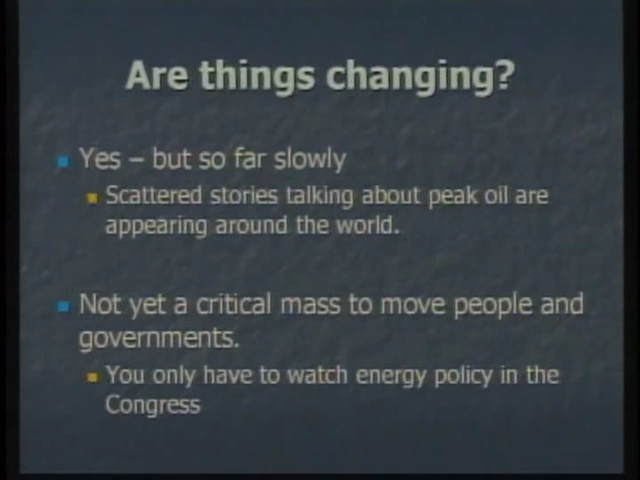 Are things changing?
Yes – but so far slowly
Scattered stories talking about peak oil are
appearing around the world.
Not yet a critical mass to move people and
governments.
You only have to watch energy policy in the
Congress